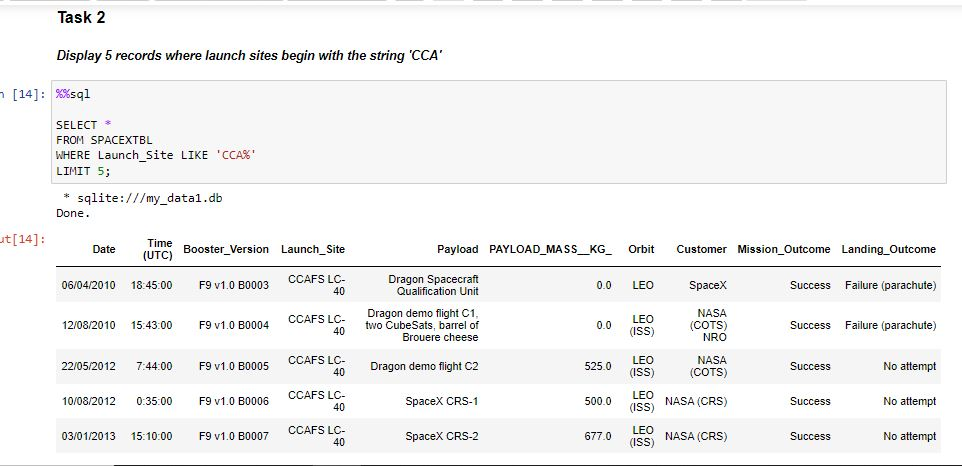 Task 2
Display 5 records where launch sites begin with the string 'CCA'
n [14]: %%sql
SELECT *
FROM SPACEXTBL
WHERE Launch_Site LIKE 'CCA%'
LIMIT 5;
* sqlite:///my_data1.db
Done.
ut[14]:
Date Time (UTC) Booster_Version Launch_Site Payload PAYLOAD_MASS__KG_ Orbit Customer Mission_Outcome Landing_Outcome
06/04/2010 18:45:00 F9 v1.0 B0003 CCAFS LC-40 Dragon Spacecraft Qualification Unit 0.0 LEO SpaceX Success Failure (parachute)
12/08/2010 15:43:00 F9 v1.0 B0004 CCAFS LC-40 Dragon demo flight C1, two CubeSats, barrel of Brouere cheese 0.0 LEO (ISS) NASA (COTS) NRO Success Failure (parachute)
22/05/2012 7:44:00 F9 v1.0 B0005 CCAFS LC-40 Dragon demo flight C2 525.0 LEO (ISS) NASA (COTS) Success No attempt
10/08/2012 0:35:00 F9 v1.0 B0006 CCAFS LC-40 SpaceX CRS-1 500.0 LEO (ISS) NASA (CRS) Success No attempt
03/01/2013 15:10:00 F9 v1.0 B0007 CCAFS LC-40 SpaceX CRS-2 677.0 LEO (ISS) NASA (CRS) Success No attempt